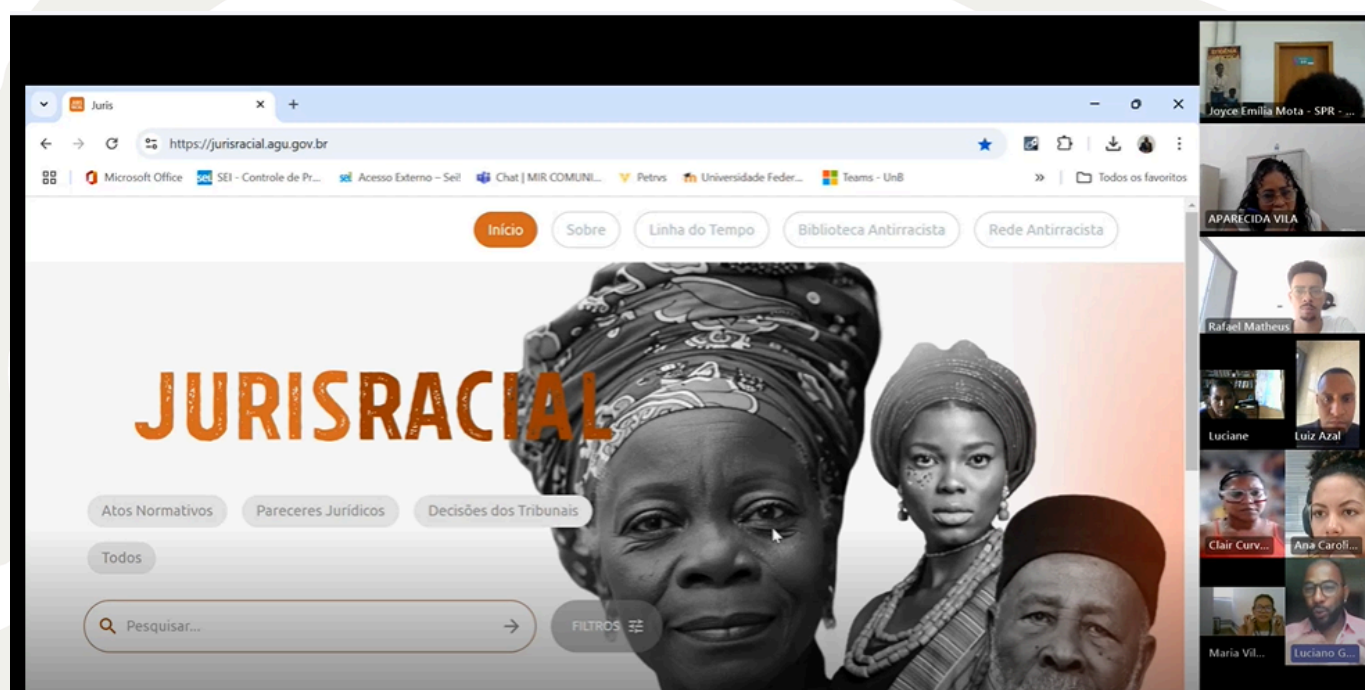 Juris
https://jurisracial.agu.gov.br
Microsoft Office
SEI - Controle de Pr...
Acesso Externo – Sei!
Chat | MIR COMUNI...
Petrvs
Universidade Feder...
Teams - UnB
»
Todos os favoritos
Início
Sobre
Linha do Tempo
Biblioteca Antirracista
Rede Antirracista
JURISRACIAL
Atos Normativos
Pareceres Jurídicos
Decisões dos Tribunais
Todos
Pesquisar...
FILTROS
Joyce Emília Mota - SPR - ...
APARECIDA VILA
Rafael Matheus
Luciane
Luiz Azal
Clair Curv...
Ana Caroli...
Maria Vil...
Luciano G...